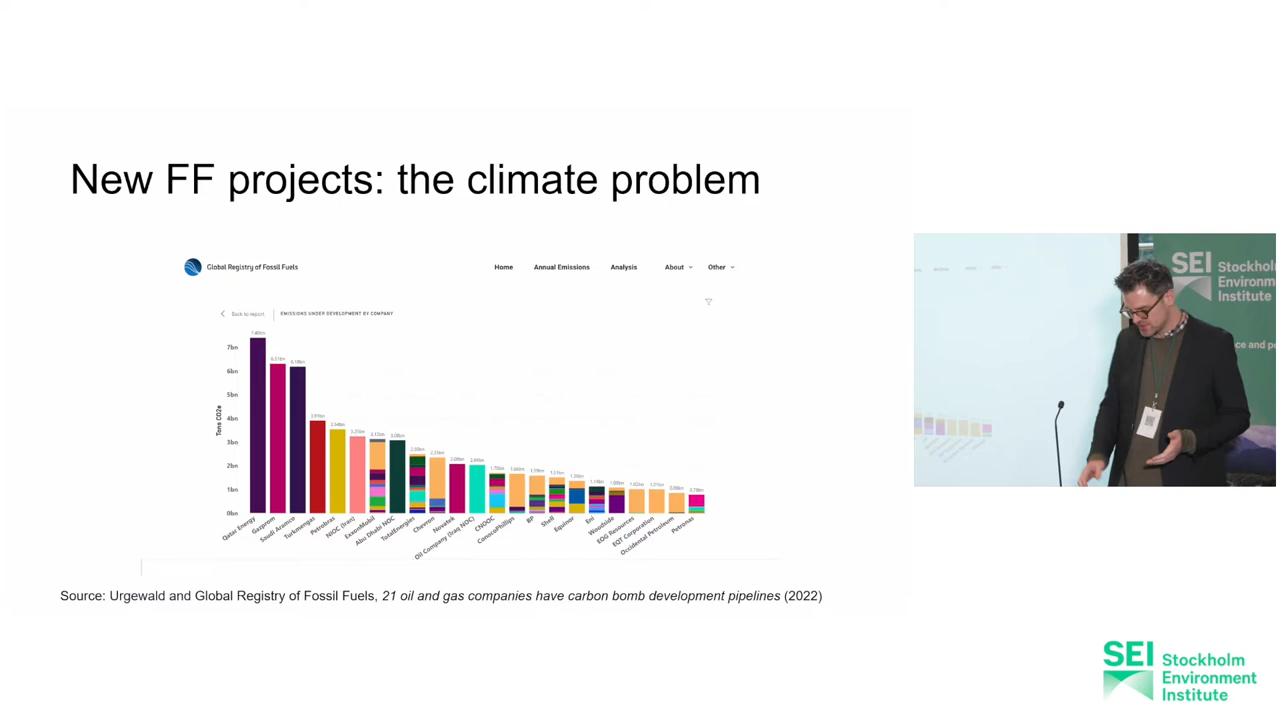 New FF projects: the climate problem
Global Registry of Fossil Fuels
Home Annual Emissions Analysis About Other
Back to report EMISSIONS UNDER DEVELOPMENT BY COMPANY
Tons CO2e
7bn
6bn
5bn
4bn
3bn
2bn
1bn
0bn
Qatar Energy
Gazprom
Saudi Aramco
Turkmengas
Petrobras
NIOC (Iran)
ExxonMobil
Abu Dhabi NOC
TotalEnergies
Chevron
Novatek
Oil Company (Iraq NOC)
CNOOC
ConocoPhillips
BP
Shell
Equinor
Eni
Woodside
EOG Resources
EQT Corporation
Occidental Petroleum
Petronas
Source: Urgewald and Global Registry of Fossil Fuels, 21 oil and gas companies have carbon bomb development pipelines (2022)
SEI Stockholm
Environm
Institute
SEI Stockholm
Environment
Institute